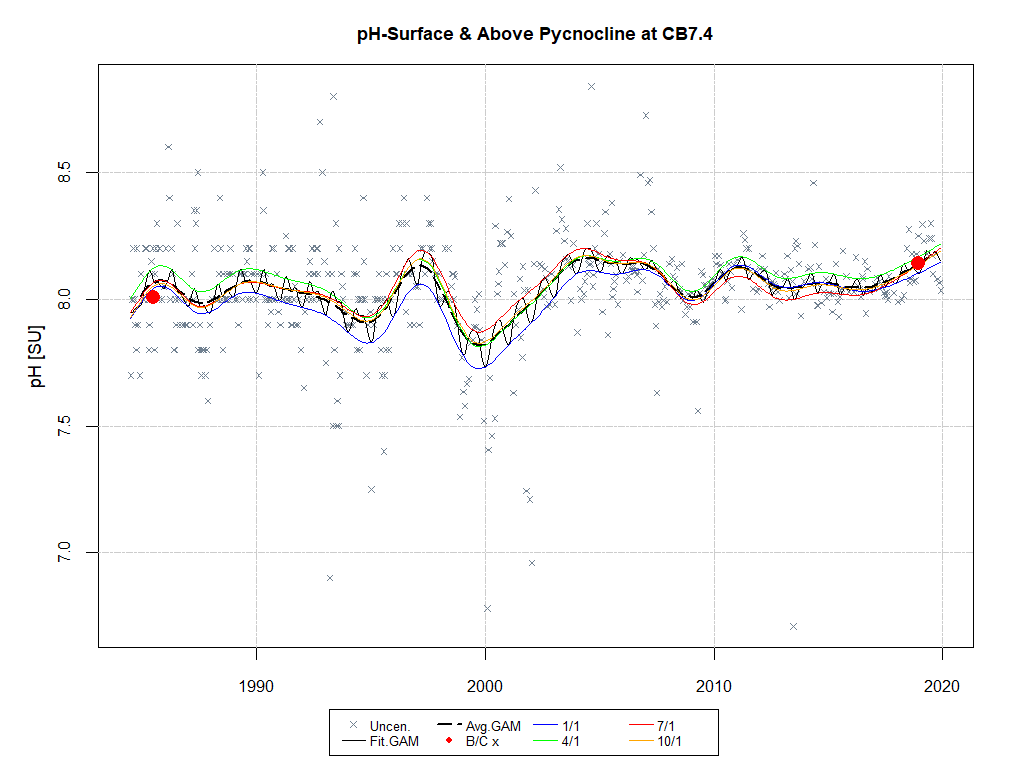 pH-Surface & Above Pycnocline at CB7.4
pH [SU]
8.5
8.0
7.5
7.0
1990 2000 2010 2020
Uncen. Avg.GAM 1/1 7/1
Fit.GAM B/C x 4/1 10/1